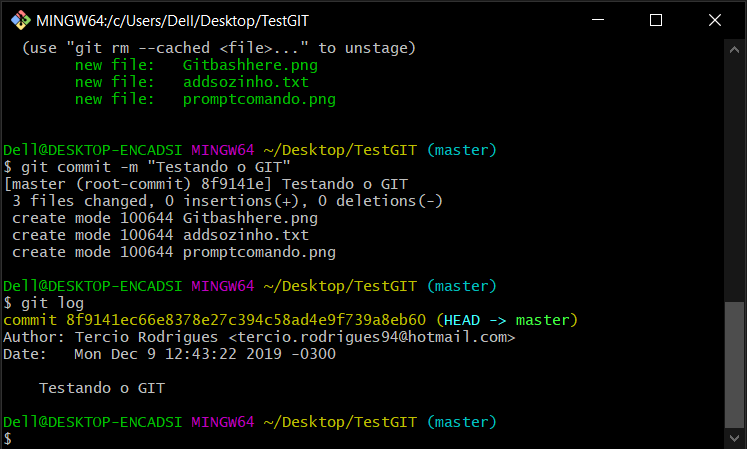 MINGW64:/c/Users/Dell/Desktop/TestGIT
(use "git rm --cached <file>..." to unstage)
new file:   Gitbashhere.png
new file:   addsozinho.txt
new file:   promptcomando.png
Dell@DESKTOP-ENCADSI MINGW64 ~/Desktop/TestGIT (master)
$ git commit -m "Testando o GIT"
[master (root-commit) 8f9141e] Testando o GIT
3 files changed, 0 insertions(+), 0 deletions(-)
create mode 100644 Gitbashhere.png
create mode 100644 addsozinho.txt
create mode 100644 promptcomando.png
Dell@DESKTOP-ENCADSI MINGW64 ~/Desktop/TestGIT (master)
$ git log
commit 8f9141ec66e8378e27c394c58ad4e9f739a8eb60 (HEAD -> master)
Author: Tercio Rodrigues <tercio.rodrigues94@hotmail.com>
Date:   Mon Dec 9 12:43:22 2019 -0300
Testando o GIT
Dell@DESKTOP-ENCADSI MINGW64 ~/Desktop/TestGIT (master)
$